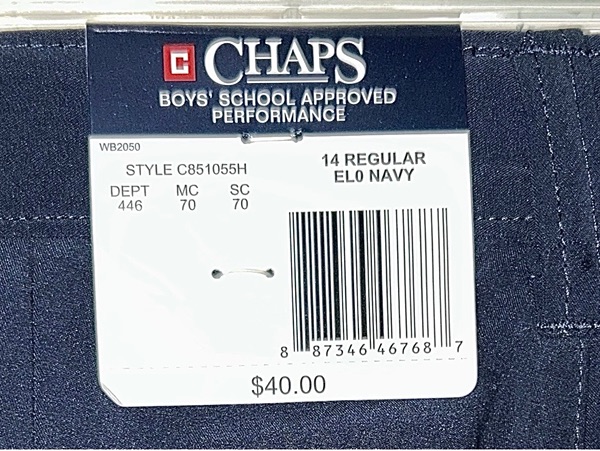 C CHAPS
BOYS' SCHOOL APPROVED
PERFORMANCE
WB2050
STYLE C851055H
DEPT MC SC
446 70 70
14 REGULAR
EL0 NAVY
8 87346 46768 7
$40.00